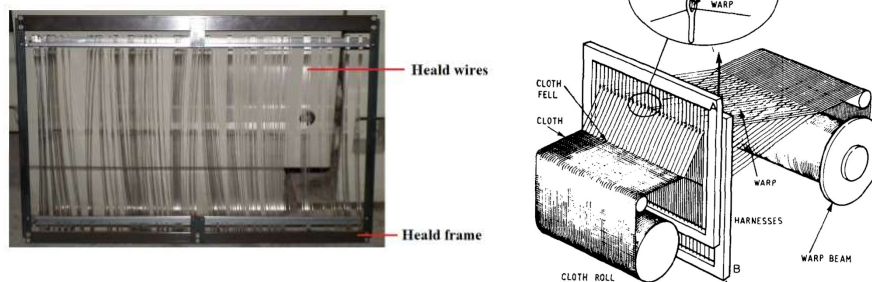 Heald wires
Heald frame
WARP
CLOTH
FELL
CLOTH
A
WARP
HARNESSES
WARP BEAM
B
CLOTH ROLL